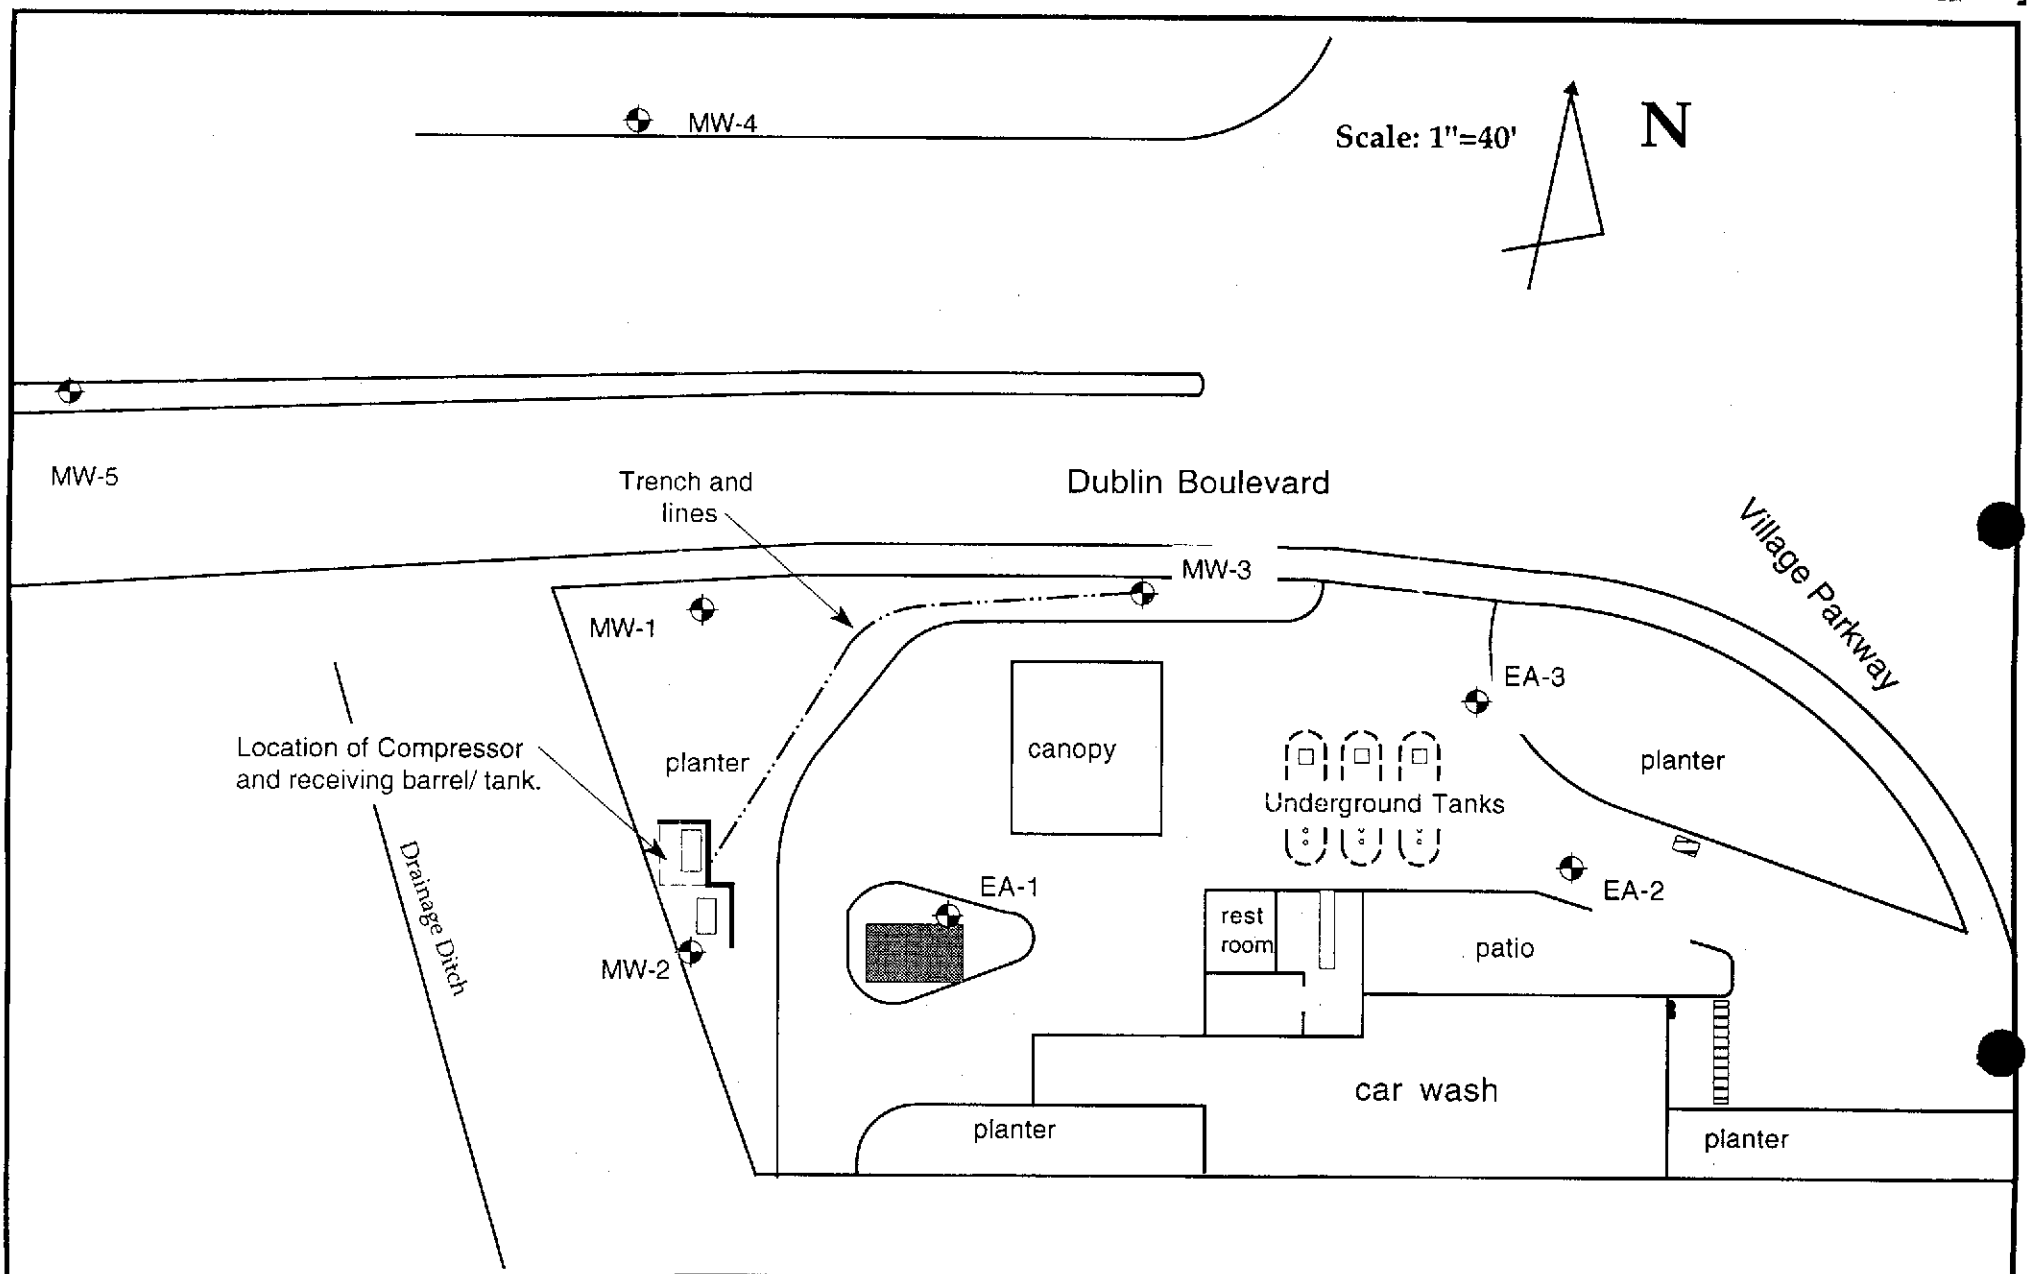 MW-4
Scale: 1"=40'
N
MW-5
Trench and
lines
Dublin Boulevard
Village Parkway
MW-3
MW-1
EA-3
Location of Compressor
and receiving barrel/ tank.
planter
canopy
planter
Underground Tanks
Drainage Ditch
EA-1
EA-2
rest
room
patio
MW-2
car wash
planter
planter